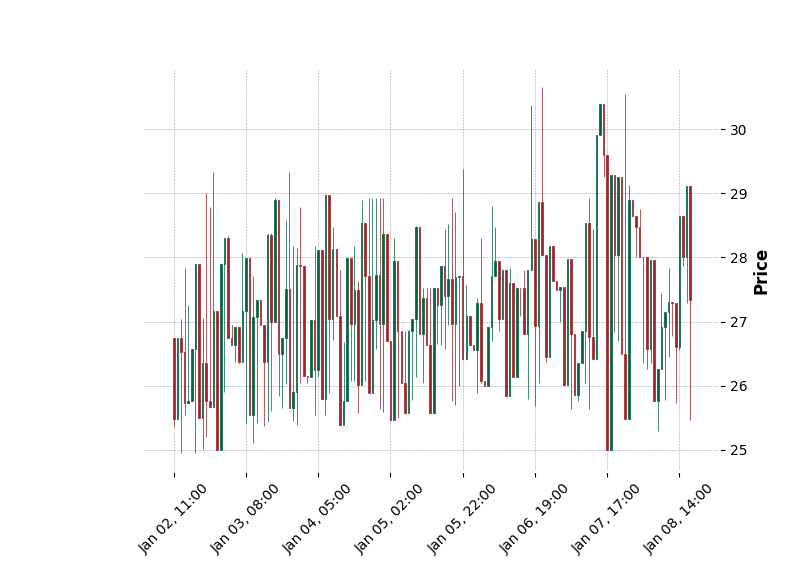 30
29
28
27
26
25
Price
Jan 02, 11:00
Jan 03, 08:00
Jan 04, 05:00
Jan 05, 02:00
Jan 05, 22:00
Jan 06, 19:00
Jan 07, 17:00
Jan 08, 14:00